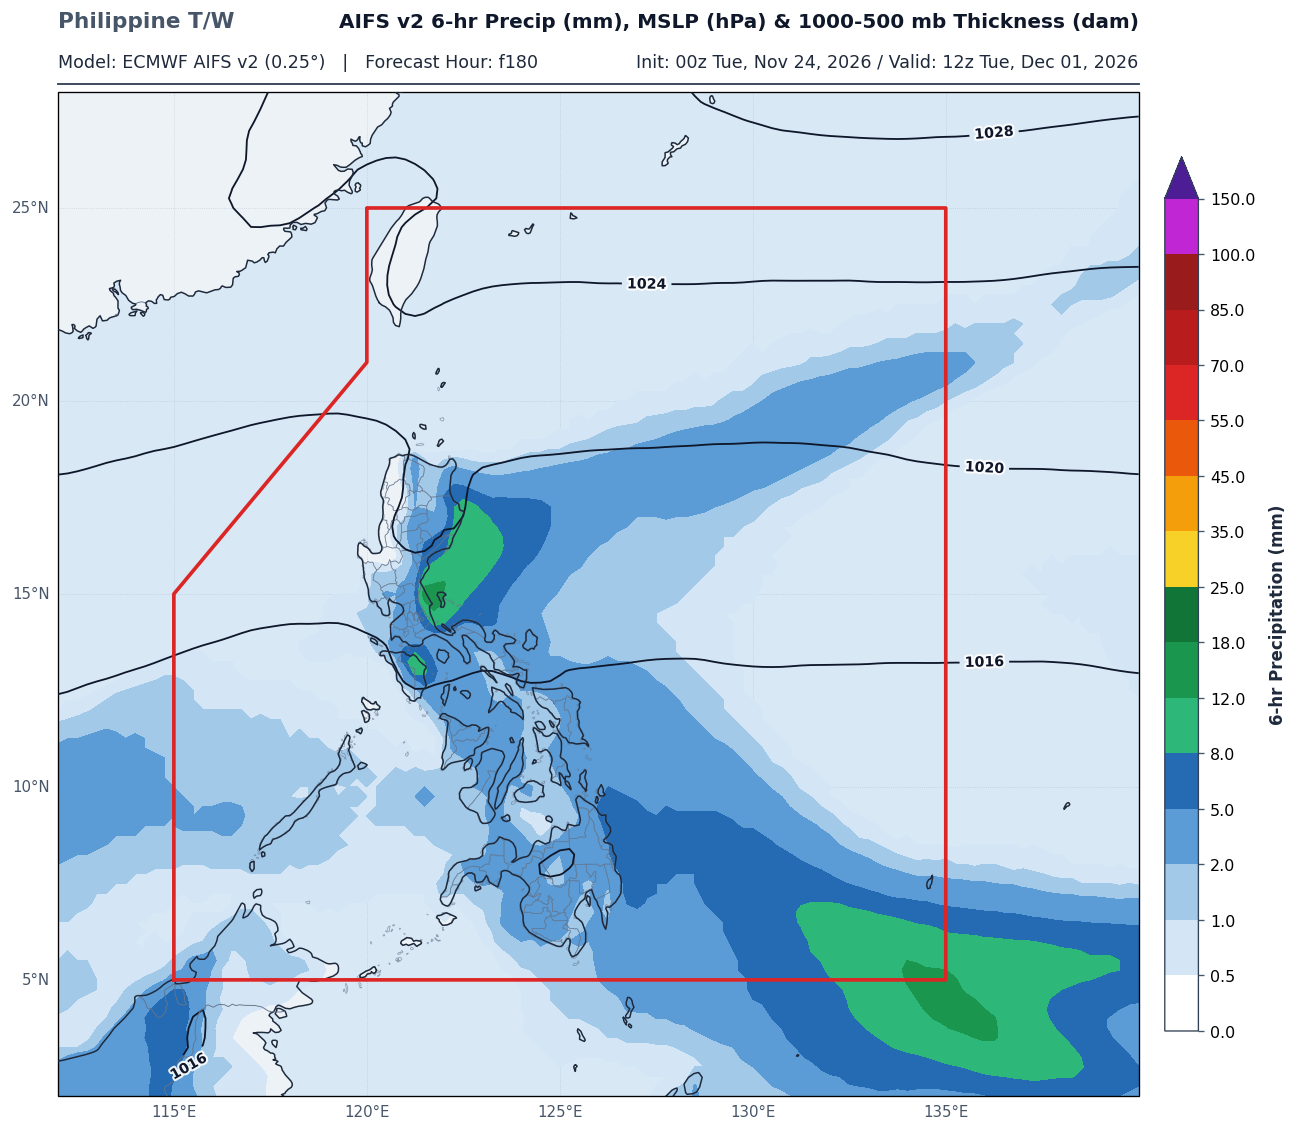 Philippine T/W
AIFS v2 6-hr Precip (mm), MSLP (hPa) & 1000-500 mb Thickness (dam)
Model: ECMWF AIFS v2 (0.25°) | Forecast Hour: f180
Init: 00z Tue, Nov 24, 2026 / Valid: 12z Tue, Dec 01, 2026
1028
1024
1020
1016
1016
25°N
20°N
15°N
10°N
5°N
115°E
120°E
125°E
130°E
135°E
150.0
100.0
85.0
70.0
55.0
45.0
35.0
25.0
18.0
12.0
8.0
5.0
2.0
1.0
0.5
0.0
6-hr Precipitation (mm)